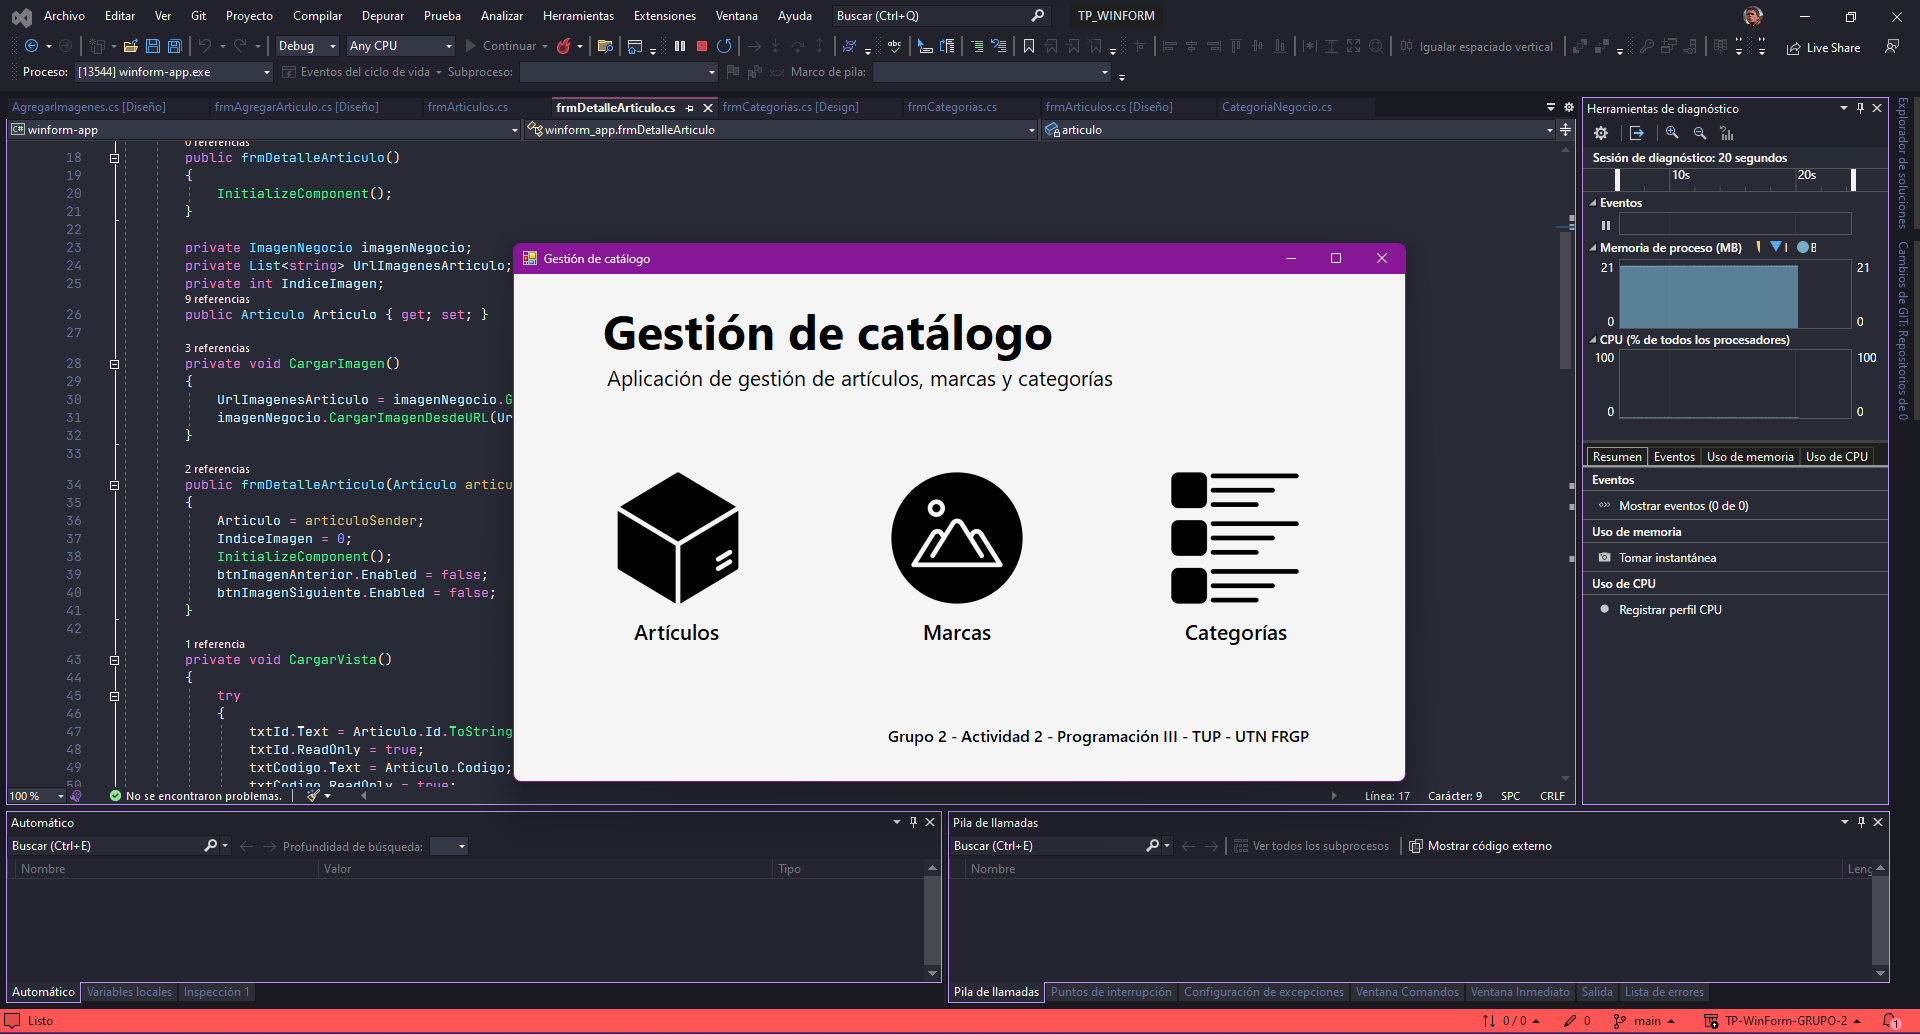 Archivo Editar Ver Git Proyecto Compilar Depurar Prueba Analizar Herramientas Extensiones Ventana Ayuda Buscar (Ctrl+Q) TP_WINFORM
Debug Any CPU Continuar Igualar espaciado vertical Live Share
Proceso: [13544] winform-app.exe Eventos del ciclo de vida Subproceso: Marco de pila:
AgregarImagenes.cs [Diseño] frmAgregarArticulo.cs [Diseño] frmArticulos.cs frmDetalleArticulo.cs frmCategorias.cs [Design] frmCategorias.cs frmArticulos.cs [Diseño] CategoriaNegocio.cs
winform-app winform_app.frmDetalleArticulo articulo
0 referencias
18 public frmDetalleArticulo()
19 {
20 InitializeComponent();
21 }
22
23 private ImagenNegocio imagenNegocio;
24 private List<string> UrlImagenesArticulo;
25 private int IndiceImagen;
9 referencias
26 public Articulo Articulo { get; set; }
27
3 referencias
28 private void CargarImagen()
29 {
30 UrlImagenesArticulo = imagenNegocio.G
31 imagenNegocio.CargarImagenDesdeURL(Ur
32 }
33
2 referencias
34 public frmDetalleArticulo(Articulo articu
35 {
36 Articulo = articuloSender;
37 IndiceImagen = 0;
38 InitializeComponent();
39 btnImagenAnterior.Enabled = false;
40 btnImagenSiguiente.Enabled = false;
41 }
42
1 referencia
43 private void CargarVista()
44 {
45 try
46 {
47 txtId.Text = Articulo.Id.ToString
48 txtId.ReadOnly = true;
49 txtCodigo.Text = Articulo.Codigo;
50 txtCodigo.ReadOnly = true;
Gestión de catálogo
Gestión de catálogo
Aplicación de gestión de artículos, marcas y categorías
Artículos Marcas Categorías
Grupo 2 - Actividad 2 - Programación III - TUP - UTN FRGP
100 % No se encontraron problemas. Línea: 17 Carácter: 9 SPC CRLF
Herramientas de diagnóstico
Sesión de diagnóstico: 20 segundos
10s 20s
Eventos
Memoria de proceso (MB) I B
21 21
0 0
CPU (% de todos los procesadores)
100 100
0 0
Resumen Eventos Uso de memoria Uso de CPU
Eventos
Mostrar eventos (0 de 0)
Uso de memoria
Tomar instantánea
Uso de CPU
Registrar perfil CPU
Explorador de soluciones
Cambios de GIT: Repositorios de 0
Automático
Buscar (Ctrl+E) Profundidad de búsqueda:
Nombre Valor Tipo
Automático Variables locales Inspección 1
Pila de llamadas
Buscar (Ctrl+E) Ver todos los subprocesos Mostrar código externo
Nombre Leng
Pila de llamadas Puntos de interrupción Configuración de excepciones Ventana Comandos Ventana Inmediato Salida Lista de errores
Listo 0 / 0 0 main TP-WinForm-GRUPO-2 1